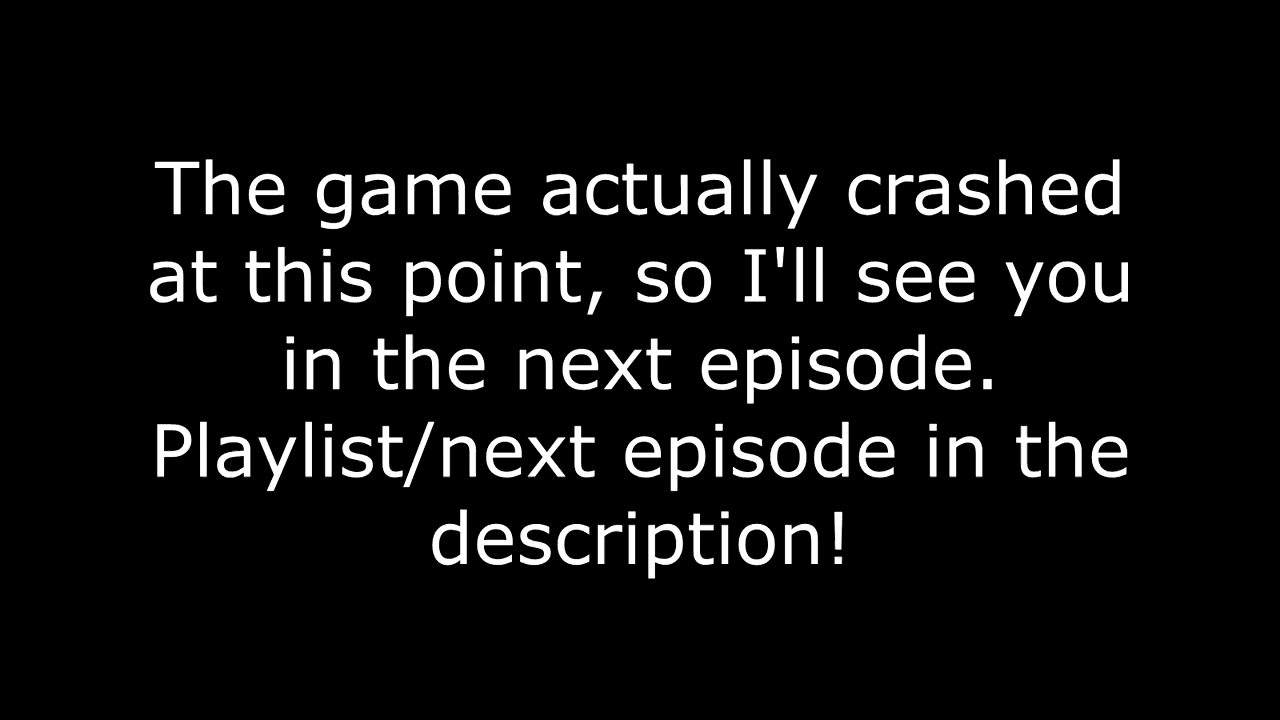 The game actually crashed
at this point, so I'll see you
in the next episode.
Playlist/next episode in the
description!